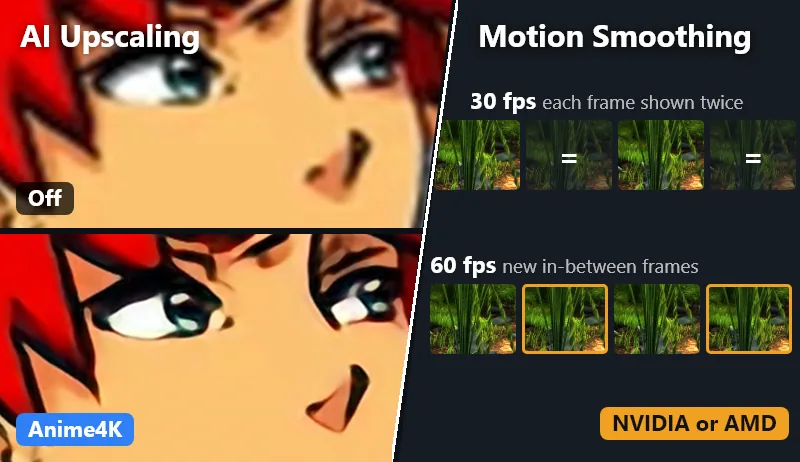 AI Upscaling
Off
Anime4K
Motion Smoothing
30 fps each frame shown twice
= =
60 fps new in-between frames
NVIDIA or AMD